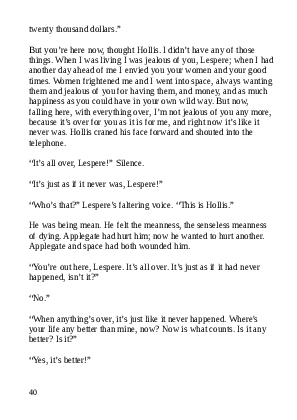 twenty thousand dollars.”
But you’re here now, thought Hollis. I didn’t have any of those
things. When I was living I was jealous of you, Lespere; when I had
another day ahead of me I envied you your women and your good
times. Women frightened me and I went into space, always wanting
them and jealous of you for having them, and money, and as much
happiness as you could have in your own wild way. But now,
falling here, with everything over, I’m not jealous of you any more,
because it’s over for you as it is for me, and right now it’s like it
never was. Hollis craned his face forward and shouted into the
telephone.
“It’s all over, Lespere!” Silence.
“It’s just as if it never was, Lespere!”
“Who’s that?” Lespere’s faltering voice. “This is Hollis.”
He was being mean. He felt the meanness, the senseless meanness
of dying. Applegate had hurt him; now he wanted to hurt another.
Applegate and space had both wounded him.
“You’re out here, Lespere. It’s all over. It’s just as if it had never
happened, isn’t it?”
“No.”
“When anything’s over, it’s just like it never happened. Where’s
your life any better than mine, now? Now is what counts. Is it any
better? Is it?”
“Yes, it’s better!”
40